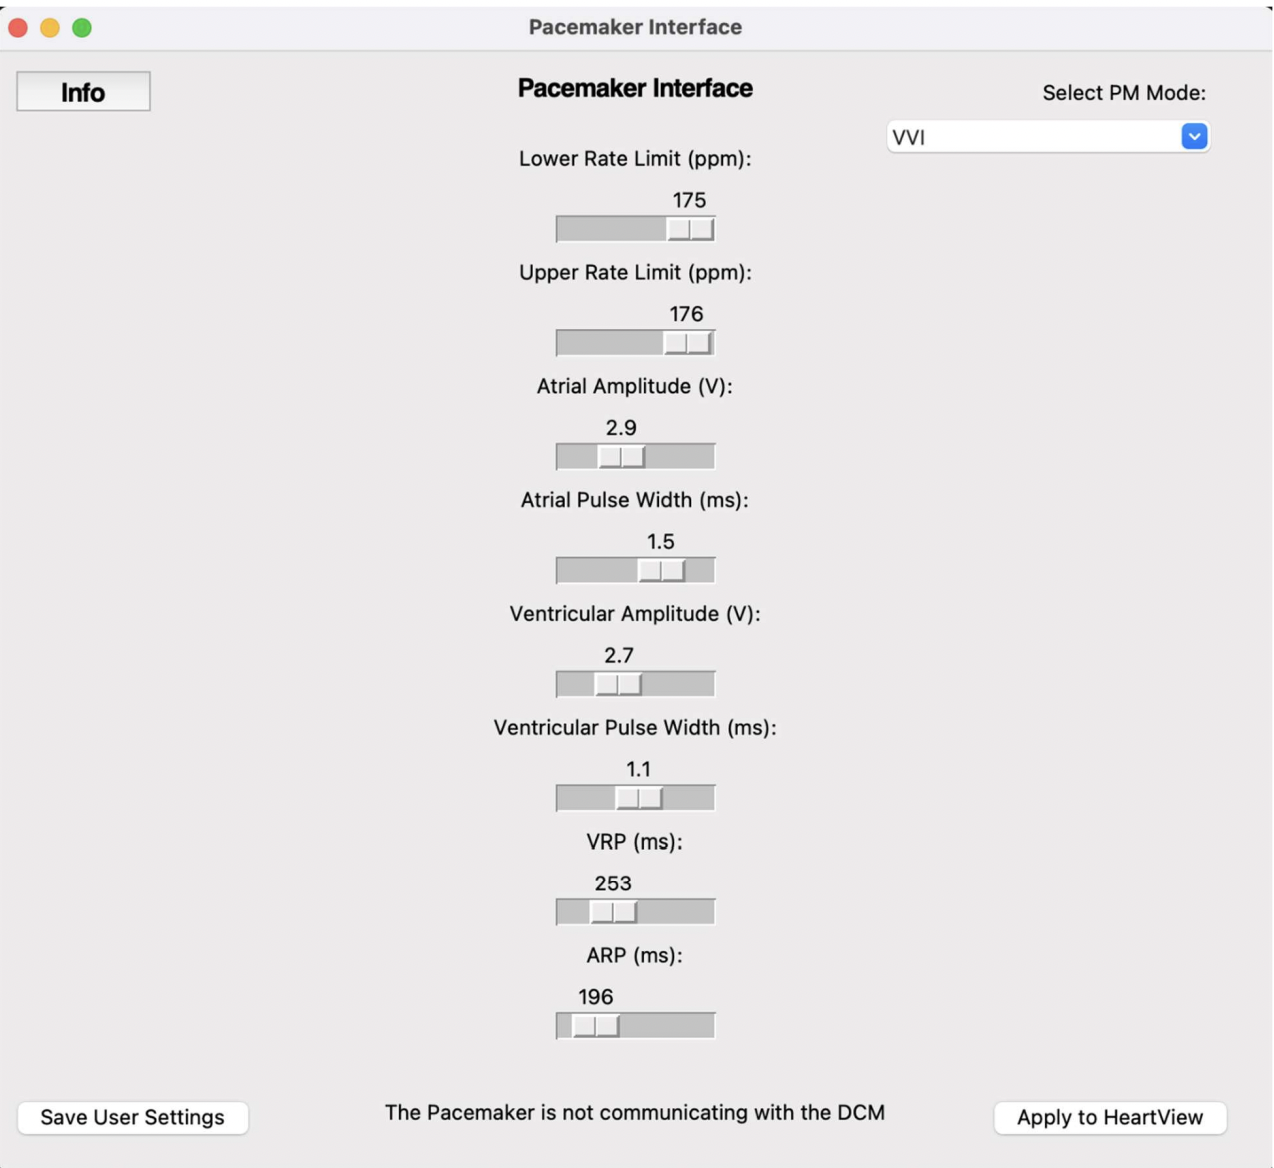 Pacemaker Interface
Info
Pacemaker Interface
Select PM Mode:
VVI
Lower Rate Limit (ppm):
175
Upper Rate Limit (ppm):
176
Atrial Amplitude (V):
2.9
Atrial Pulse Width (ms):
1.5
Ventricular Amplitude (V):
2.7
Ventricular Pulse Width (ms):
1.1
VRP (ms):
253
ARP (ms):
196
Save User Settings
The Pacemaker is not communicating with the DCM
Apply to HeartView